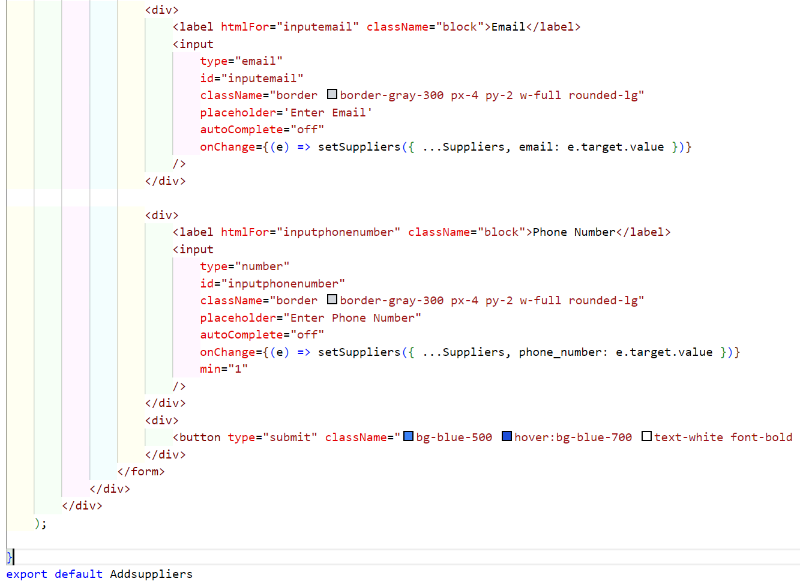 <div>
<label htmlFor="inputemail" className="block">Email</label>
<input
type="email"
id="inputemail"
className="border border-gray-300 px-4 py-2 w-full rounded-lg"
placeholder='Enter Email'
autoComplete="off"
onChange={(e) => setSuppliers({ ...Suppliers, email: e.target.value })}
/>
</div>
<div>
<label htmlFor="inputphonenumber" className="block">Phone Number</label>
<input
type="number"
id="inputphonenumber"
className="border border-gray-300 px-4 py-2 w-full rounded-lg"
placeholder="Enter Phone Number"
autoComplete="off"
onChange={(e) => setSuppliers({ ...Suppliers, phone_number: e.target.value })}
min="1"
/>
</div>
<div>
<button type="submit" className="bg-blue-500 hover:bg-blue-700 text-white font-bold
</div>
</form>
</div>
</div>
);
}
export default Addsuppliers